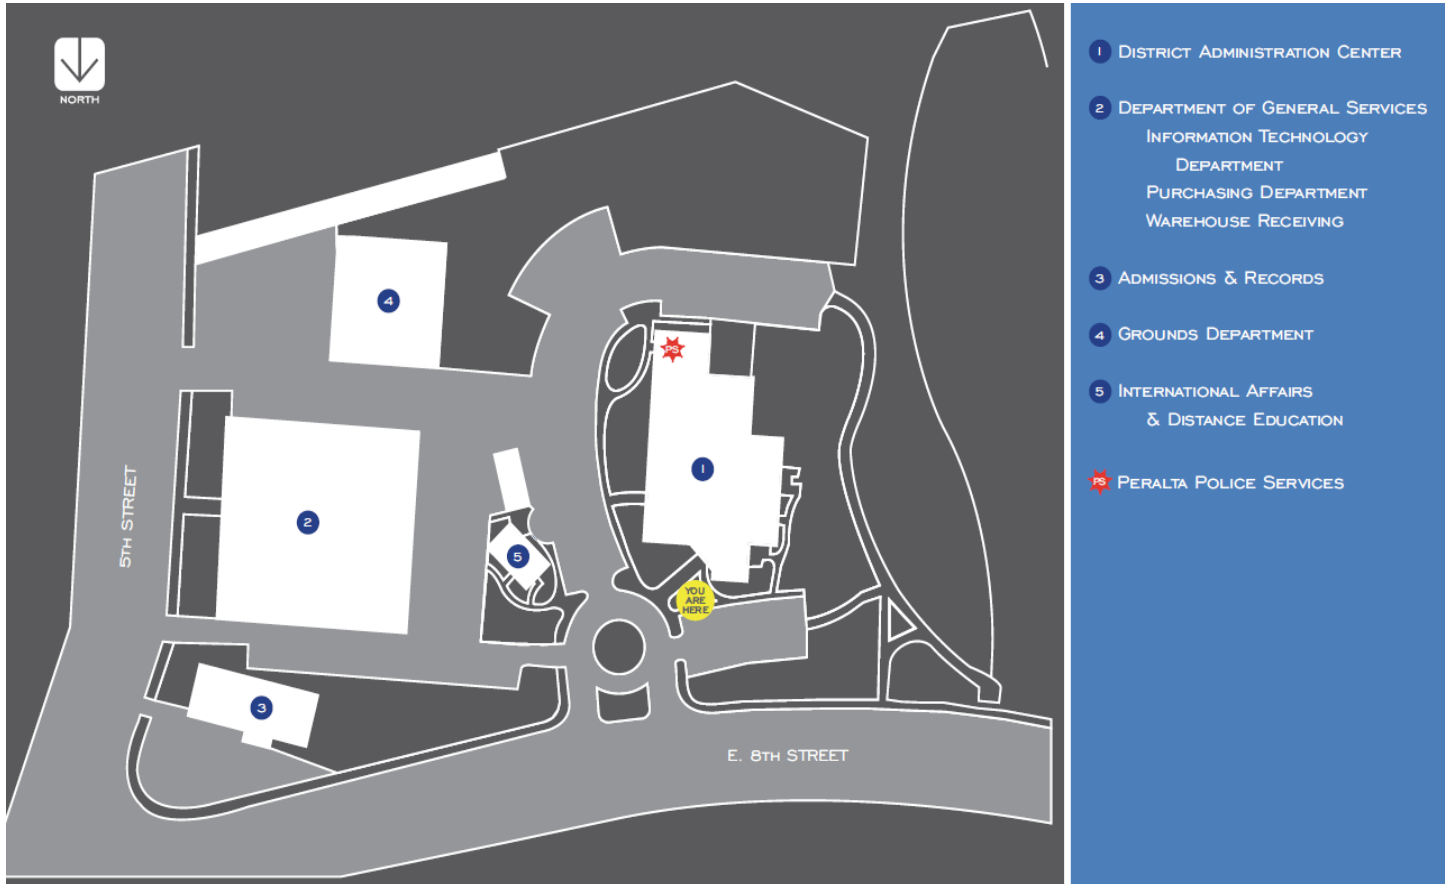 NORTH
4
PS
1
2
5TH STREET
5
YOU
ARE
HERE
3
E. 8TH STREET
1 DISTRICT ADMINISTRATION CENTER
2 DEPARTMENT OF GENERAL SERVICES
INFORMATION TECHNOLOGY
DEPARTMENT
PURCHASING DEPARTMENT
WAREHOUSE RECEIVING
3 ADMISSIONS & RECORDS
4 GROUNDS DEPARTMENT
5 INTERNATIONAL AFFAIRS
& DISTANCE EDUCATION
PS PERALTA POLICE SERVICES